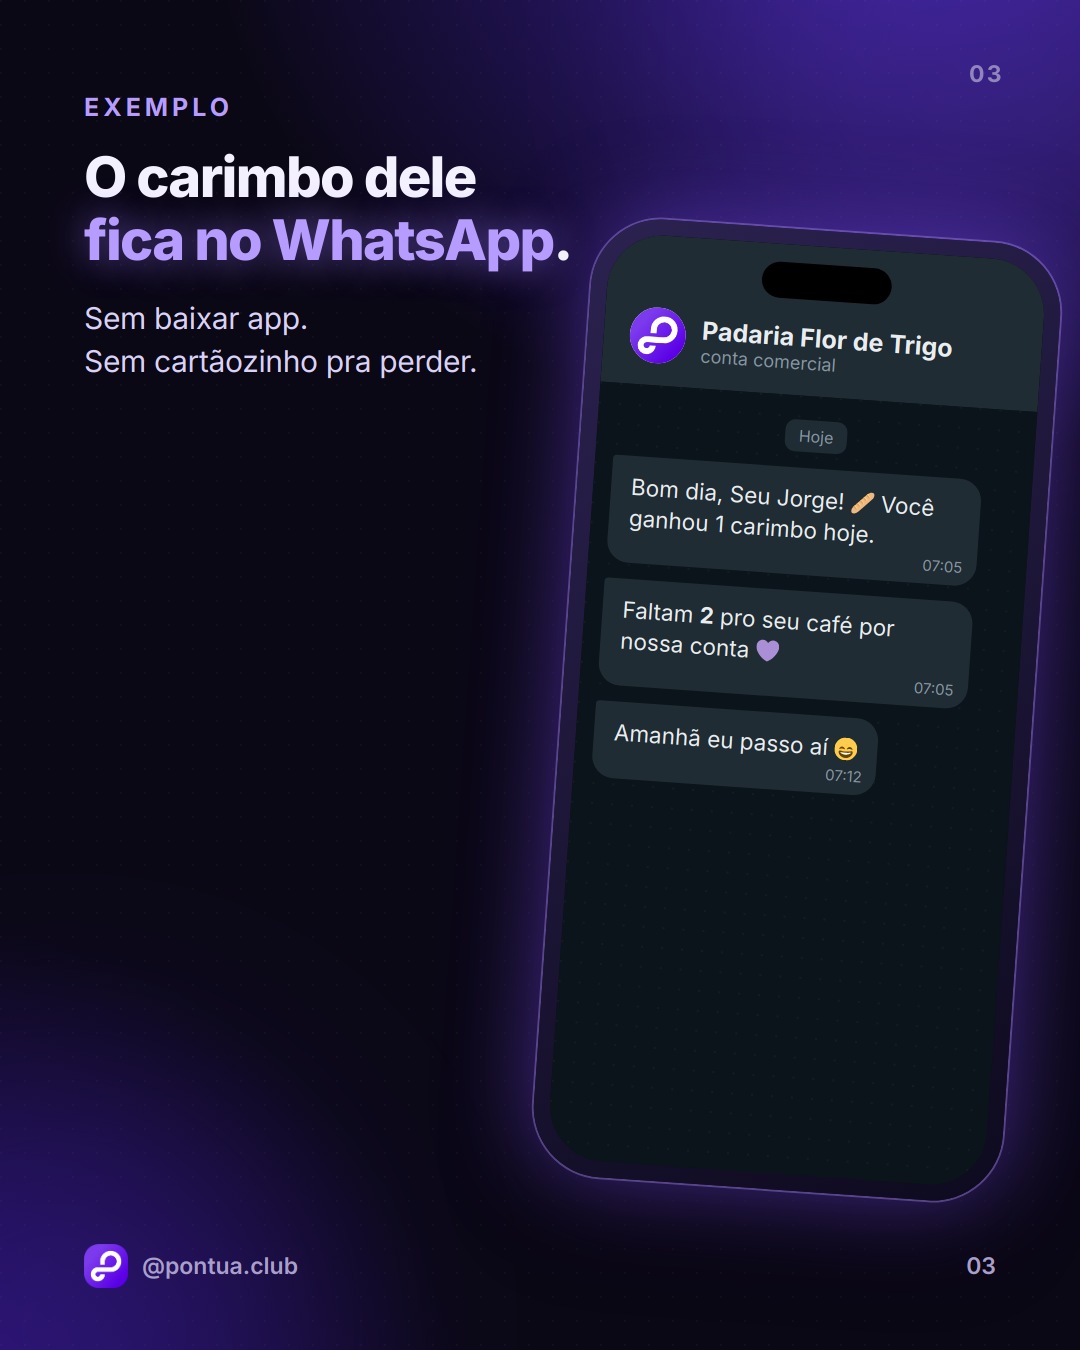 03
EXEMPLO
O carimbo dele
fica no WhatsApp.
Sem baixar app.
Sem cartãozinho pra perder.
Padaria Flor de Trigo
conta comercial
Hoje
Bom dia, Seu Jorge! 🥖 Você
ganhou 1 carimbo hoje.
07:05
Faltam 2 pro seu café por
nossa conta 💜
07:05
Amanhã eu passo aí 😄
07:12
@pontua.club
03